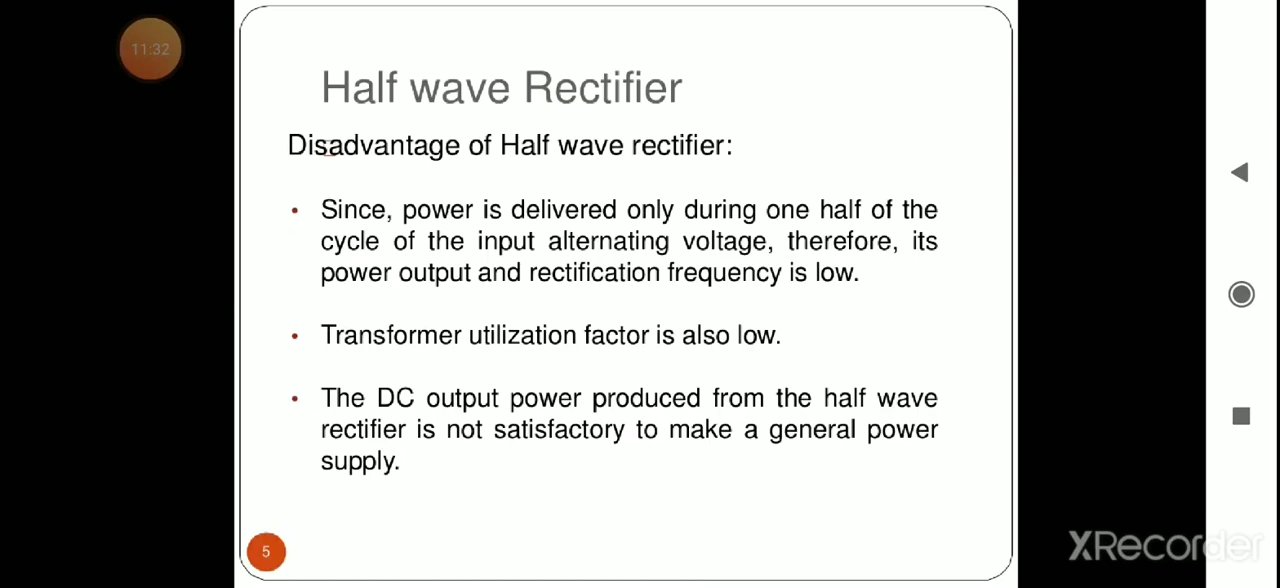 11:32
Half wave Rectifier
Disadvantage of Half wave rectifier:
• Since, power is delivered only during one half of the
cycle of the input alternating voltage, therefore, its
power output and rectification frequency is low.
• Transformer utilization factor is also low.
• The DC output power produced from the half wave
rectifier is not satisfactory to make a general power
supply.
5
XRecorder